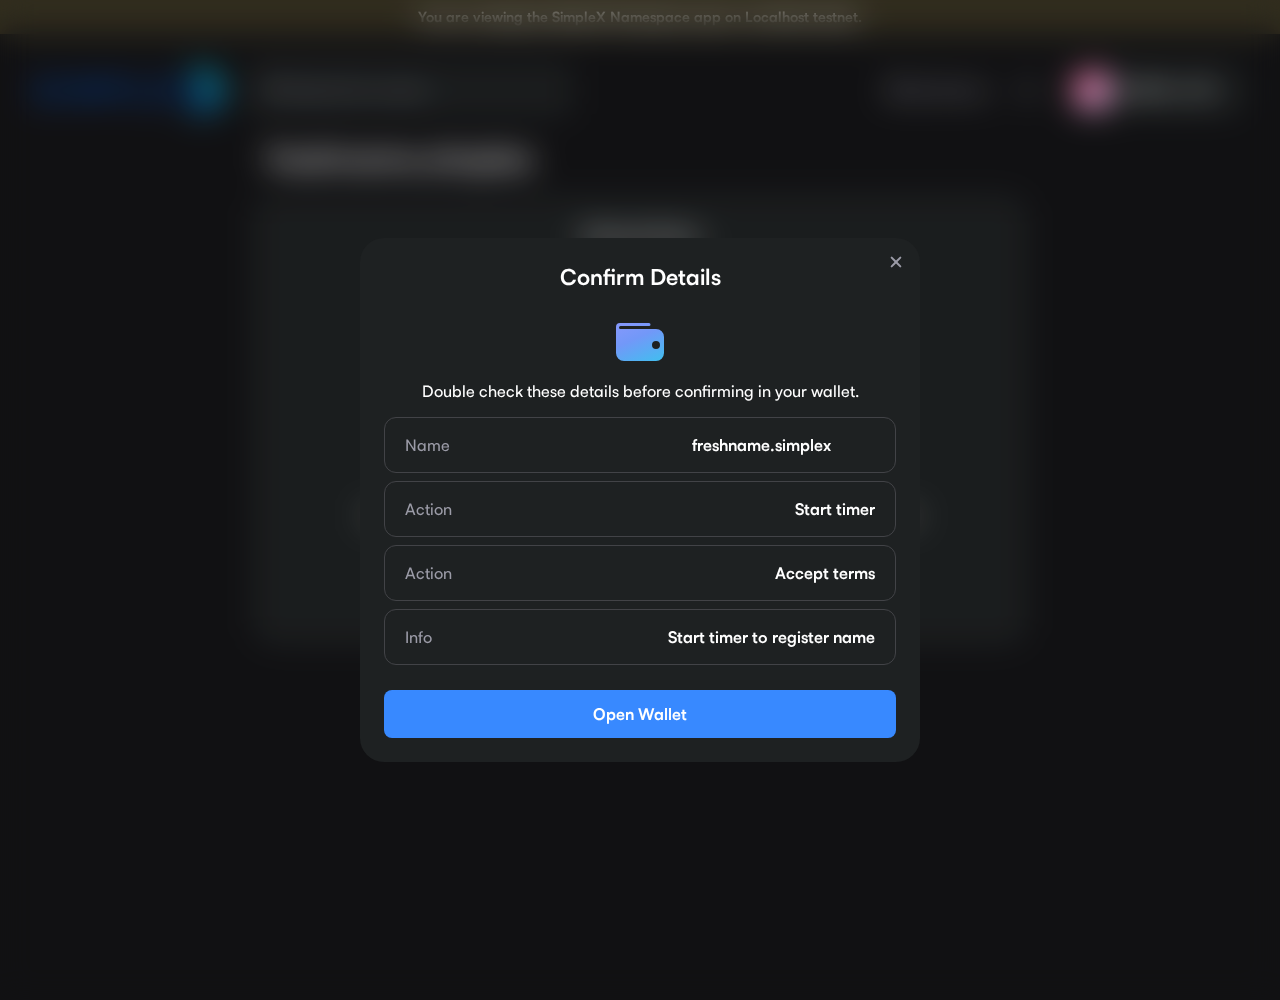 You are viewing the SimpleX Namespace app on Localhost testnet.
Confirm Details
Double check these details before confirming in your wallet.
Name freshname.simplex
Action Start timer
Action Accept terms
Info Start timer to register name
Open Wallet